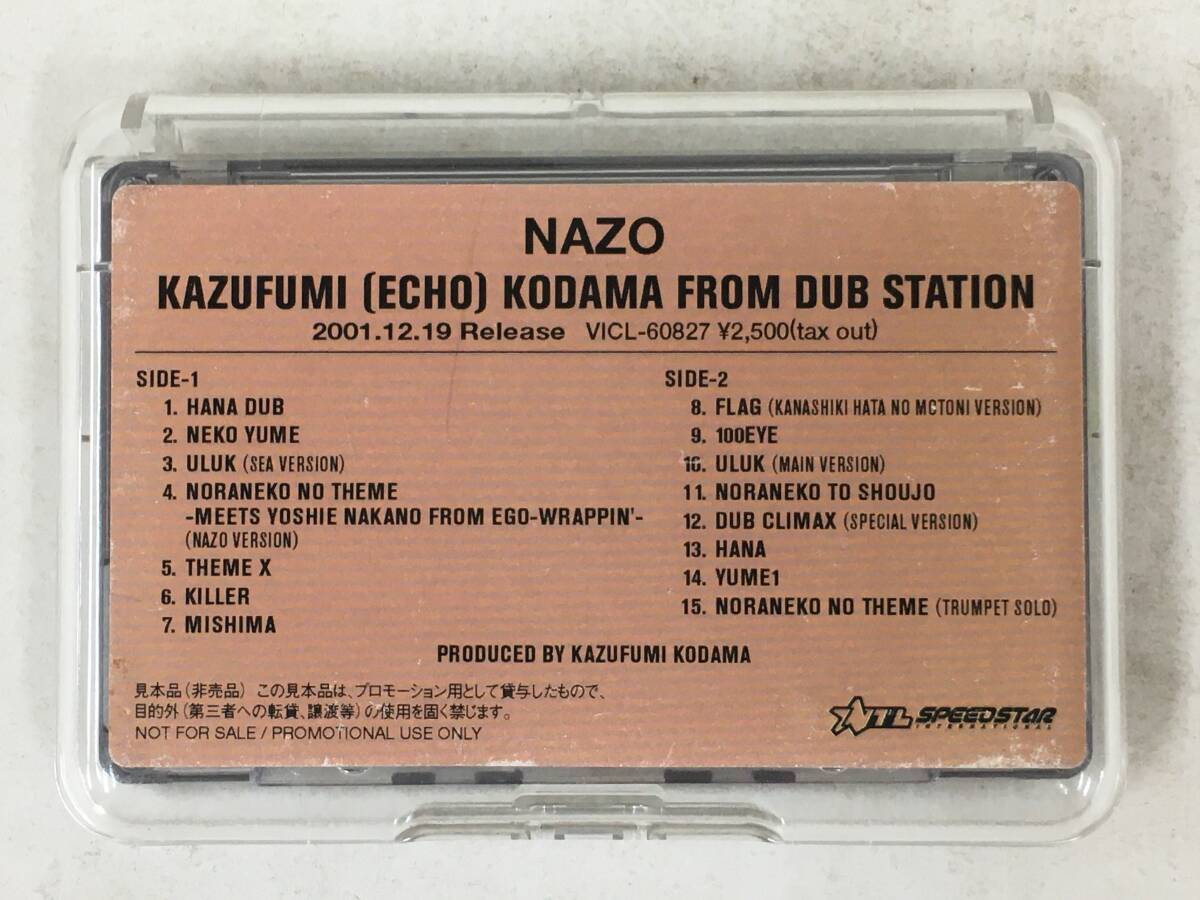 NAZO
KAZUFUMI (ECHO) KODAMA FROM DUB STATION
2001.12.19 Release VICL-60827 ¥2,500(tax out)
SIDE-1
1. HANA DUB
2. NEKO YUME
3. ULUK (SEA VERSION)
4. NORANEKO NO THEME
-MEETS YOSHIE NAKANO FROM EGO-WRAPPIN'-
(NAZO VERSION)
5. THEME X
6. KILLER
7. MISHIMA
SIDE-2
8. FLAG (KANASHIKI HATA NO MOTONI VERSION)
9. 100EYE
10. ULUK (MAIN VERSION)
11. NORANEKO TO SHOUJO
12. DUB CLIMAX (SPECIAL VERSION)
13. HANA
14. YUME1
15. NORANEKO NO THEME (TRUMPET SOLO)
PRODUCED BY KAZUFUMI KODAMA
見本品(非売品) この見本品は、プロモーション用として貸与したもので、
目的外(第三者への転貸、譲渡等)の使用を固く禁じます。
NOT FOR SALE / PROMOTIONAL USE ONLY
NTL SPEEDSTAR
INTERNATIONAL